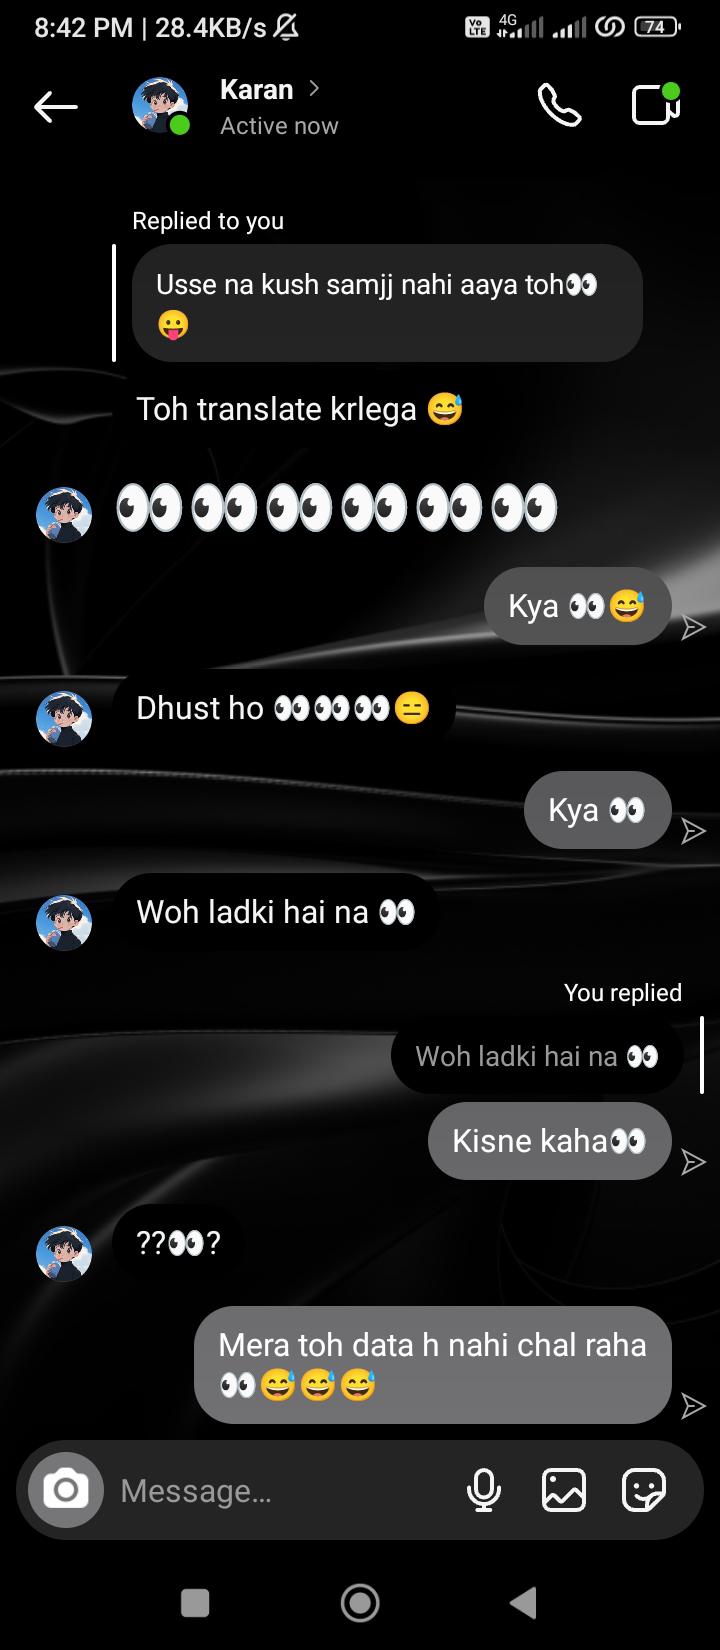 8:42 PM | 28.4KB/s
Vo LTE 4G 74
Karan
Active now
Replied to you
Usse na kush samjj nahi aaya toh👀
😛
Toh translate krlega 😅
👀👀👀👀👀👀
Kya 👀😅
Dhust ho 👀👀👀😑
Kya 👀
Woh ladki hai na 👀
You replied
Woh ladki hai na 👀
Kisne kaha👀
??👀?
Mera toh data h nahi chal raha
👀😅😅😅
Message...